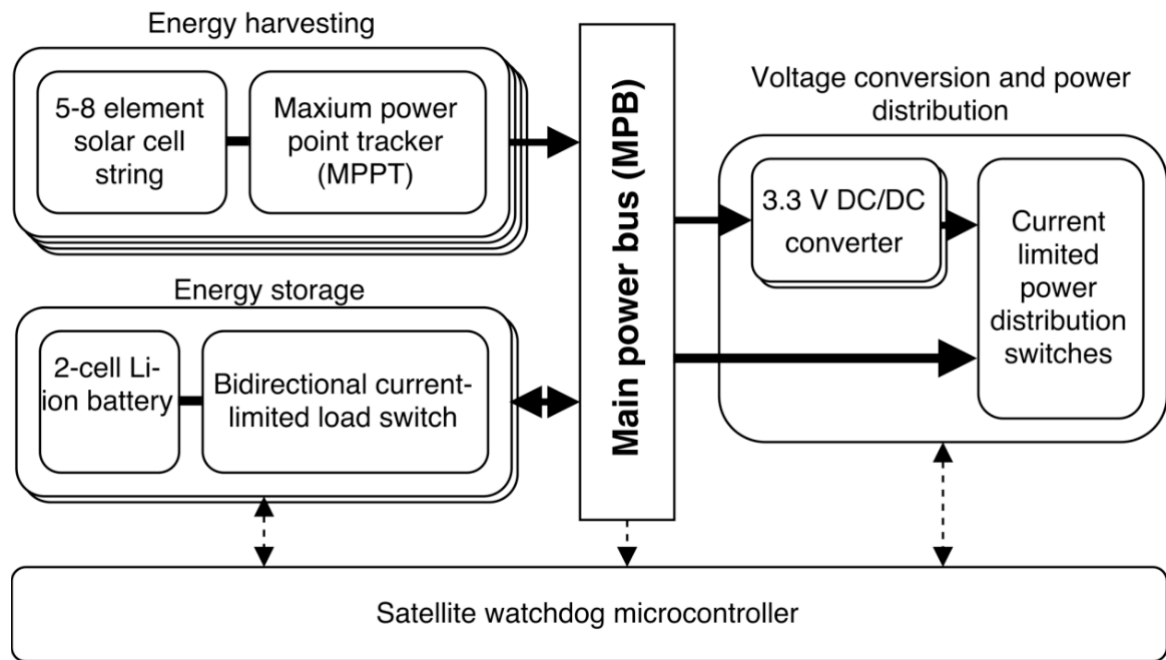 Energy harvesting
5-8 element
solar cell
string
Maxium power
point tracker
(MPPT)
Energy storage
2-cell Li-
ion battery
Bidirectional current-
limited load switch
Main power bus (MPB)
Voltage conversion and power
distribution
3.3 V DC/DC
converter
Current
limited
power
distribution
switches
Satellite watchdog microcontroller